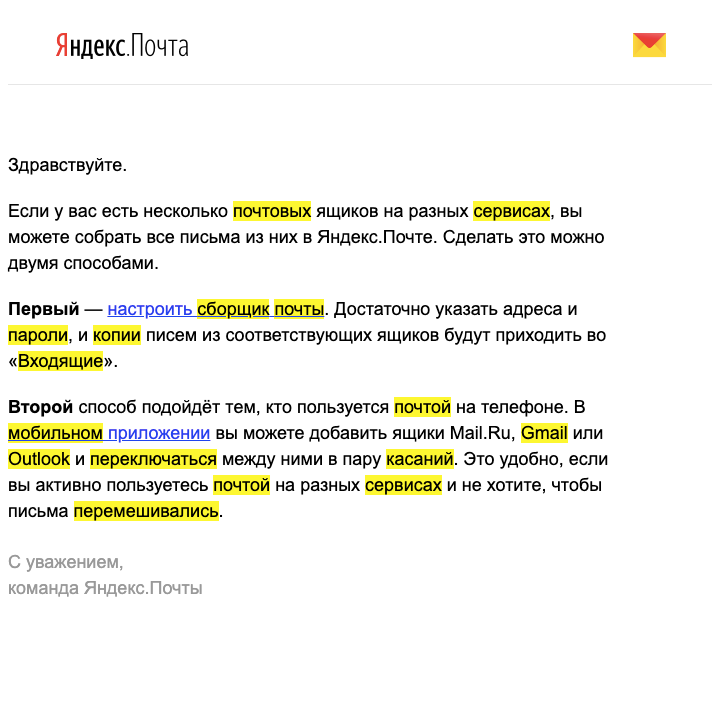 Яндекс.Почта
Здравствуйте.
Если у вас есть несколько почтовых ящиков на разных сервисах, вы
можете собрать все письма из них в Яндекс.Почте. Сделать это можно
двумя способами.
Первый — настроить сборщик почты. Достаточно указать адреса и
пароли, и копии писем из соответствующих ящиков будут приходить во
«Входящие».
Второй способ подойдёт тем, кто пользуется почтой на телефоне. В
мобильном приложении вы можете добавить ящики Mail.Ru, Gmail или
Outlook и переключаться между ними в пару касаний. Это удобно, если
вы активно пользуетесь почтой на разных сервисах и не хотите, чтобы
письма перемешивались.
С уважением,
команда Яндекс.Почты